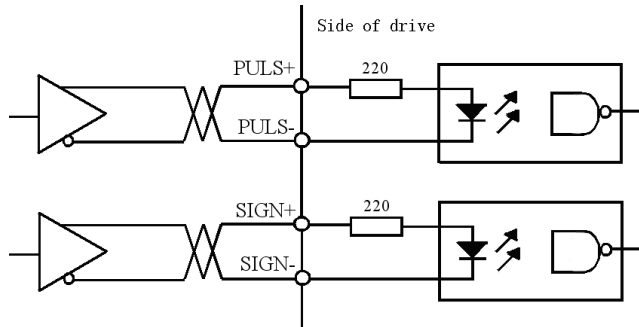 Side of drive
PULS+
220
PULS-
SIGN+
220
SIGN-